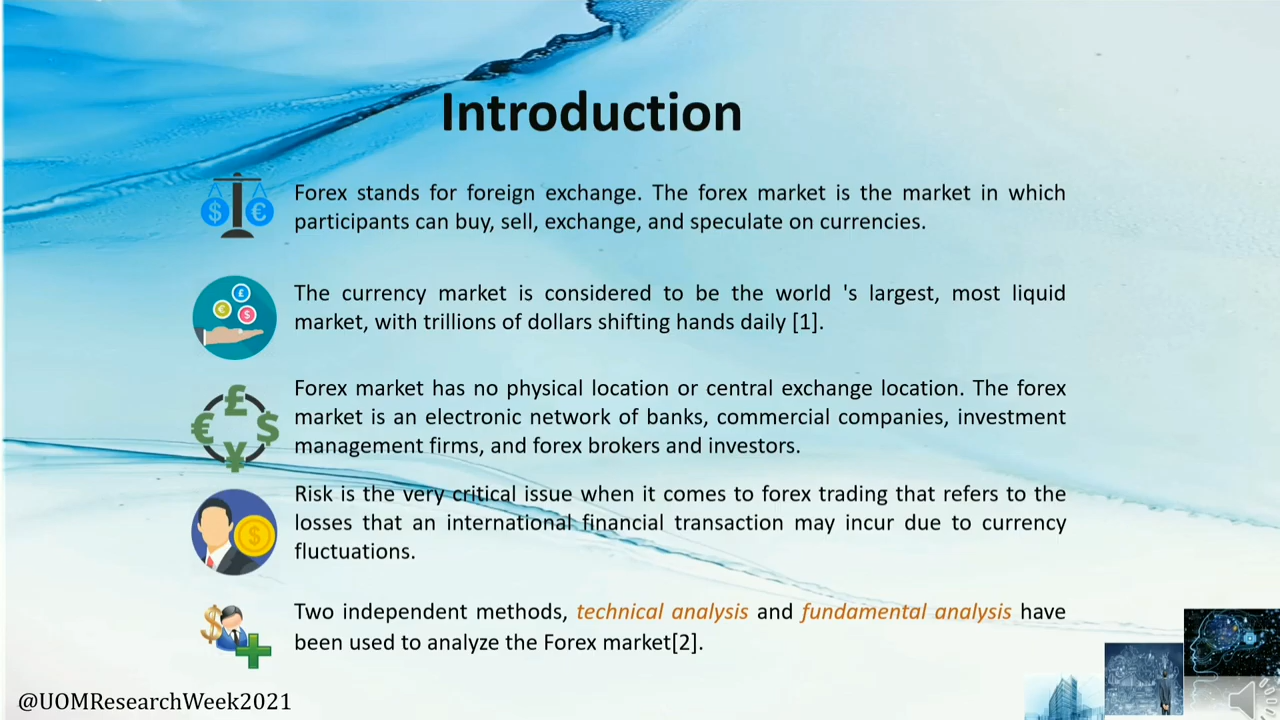 Introduction
Forex stands for foreign exchange. The forex market is the market in which
participants can buy, sell, exchange, and speculate on currencies.
The currency market is considered to be the world 's largest, most liquid
market, with trillions of dollars shifting hands daily [1].
Forex market has no physical location or central exchange location. The forex
market is an electronic network of banks, commercial companies, investment
management firms, and forex brokers and investors.
Risk is the very critical issue when it comes to forex trading that refers to the
losses that an international financial transaction may incur due to currency
fluctuations.
Two independent methods, technical analysis and fundamental analysis have
been used to analyze the Forex market[2].
@UOMResearchWeek2021